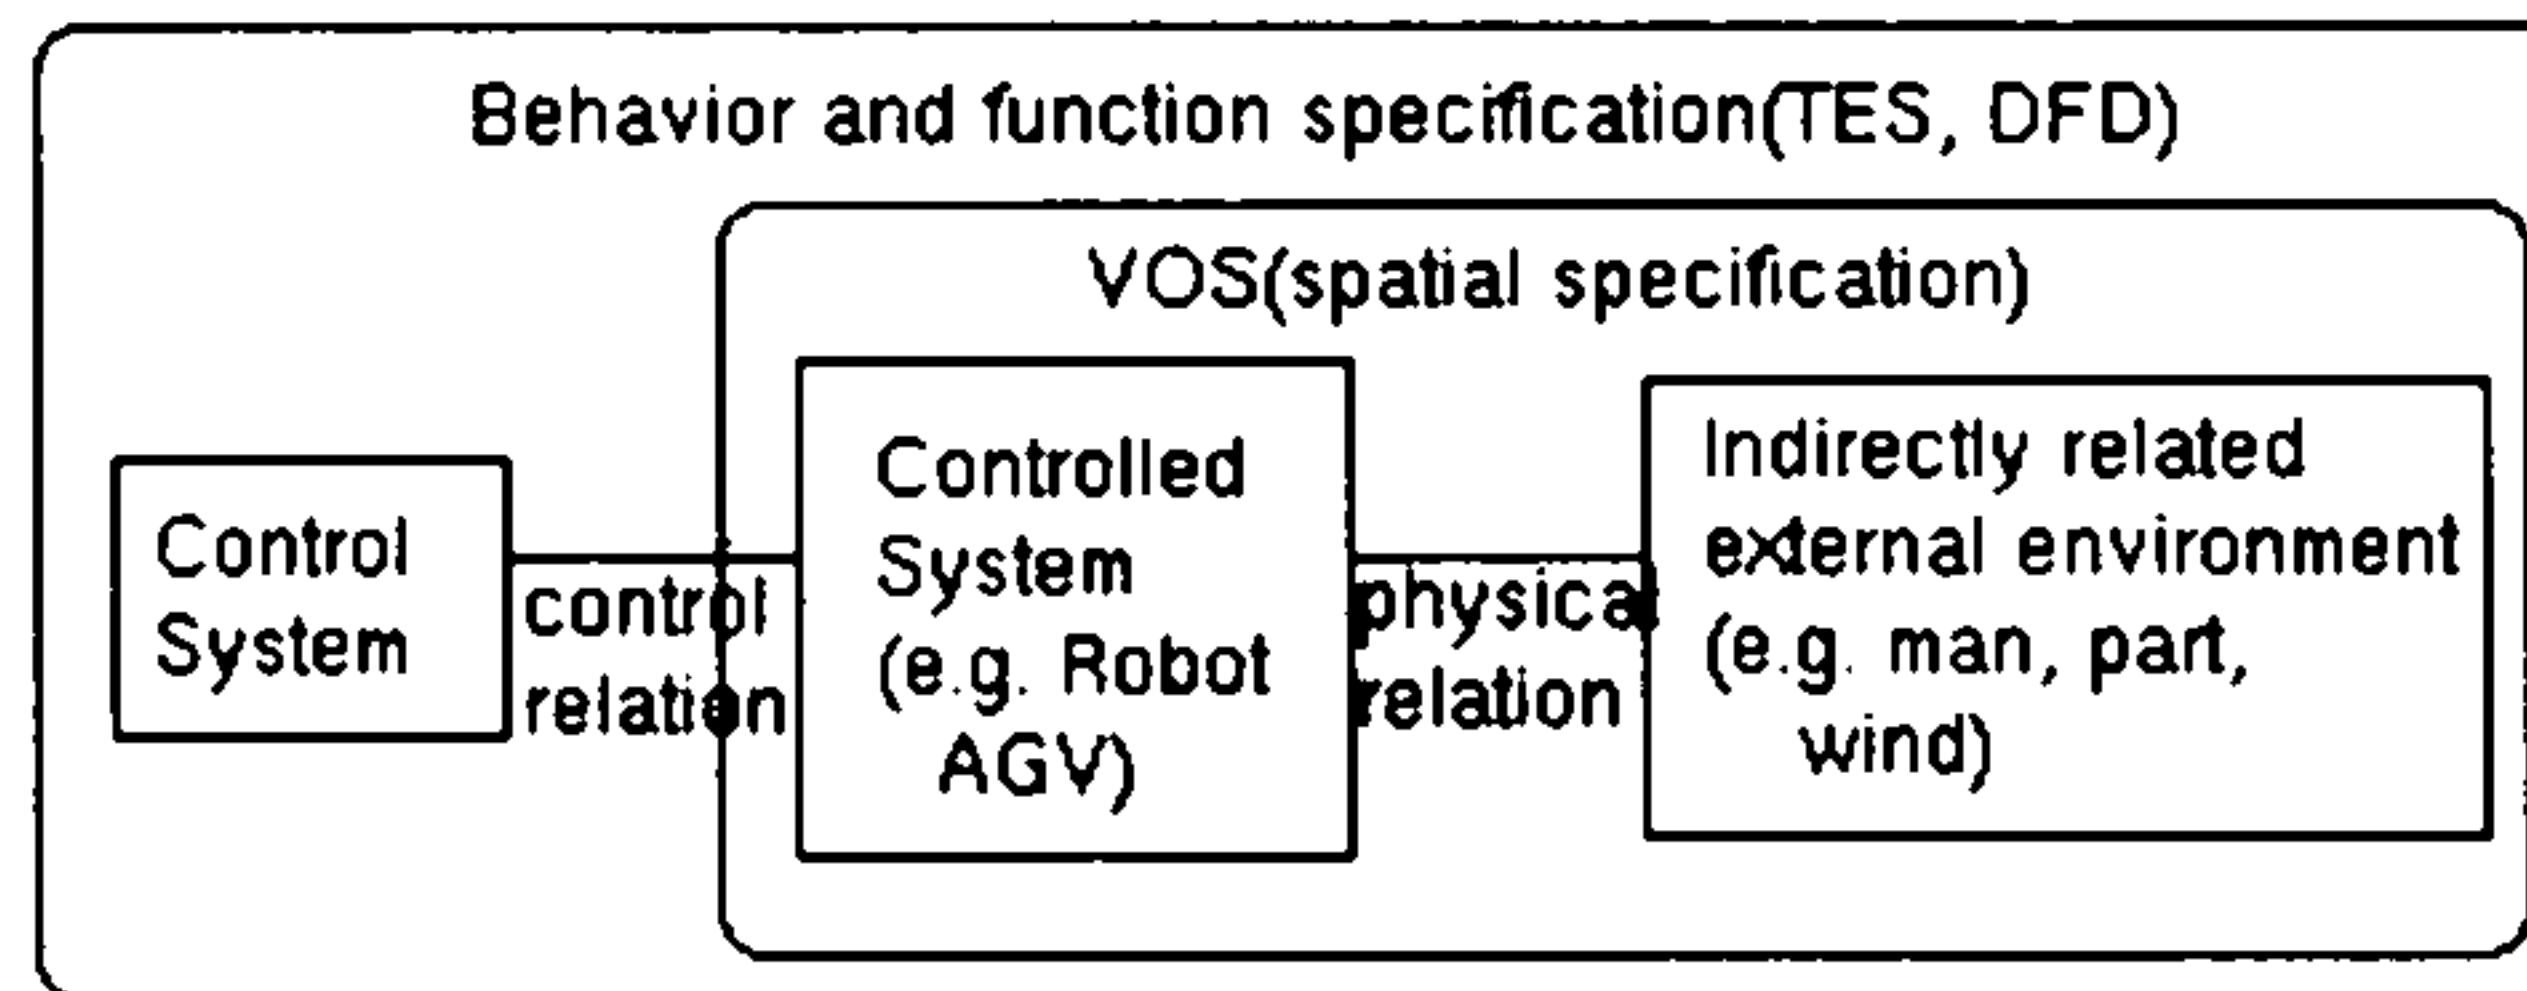 Behavior and function specification(TES, DFD)
VOS(spatial specification)
Control
System
control
relation
Controlled
System
(e.g. Robot
AGV)
physical
relation
Indirectly related
external environment
(e.g. man, part,
wind)